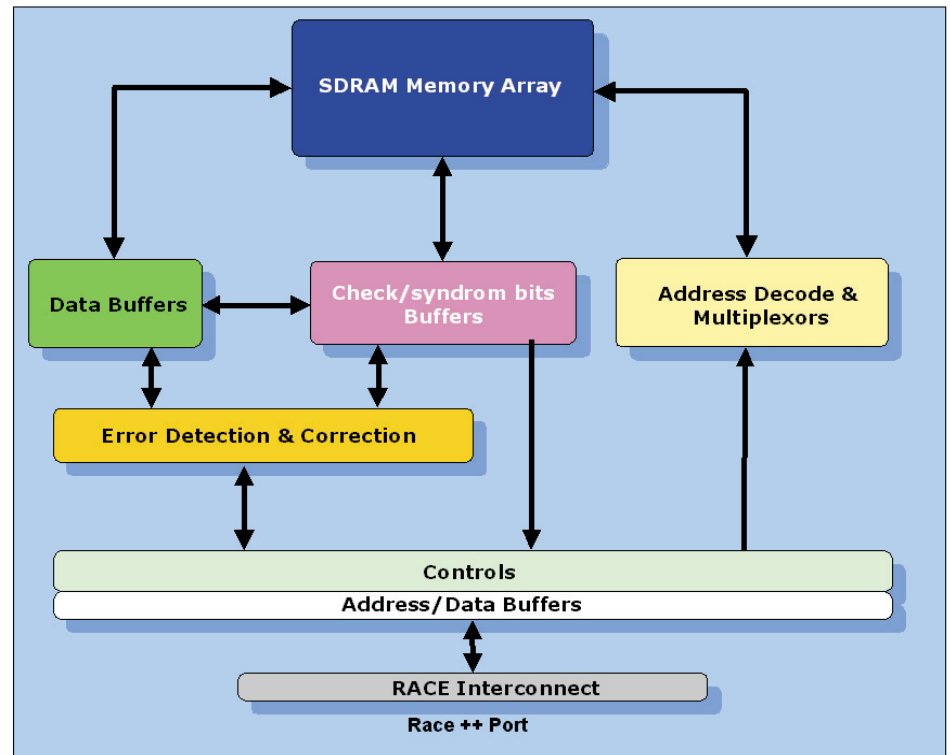 SDRAM Memory Array
Data Buffers
Check/syndrom bits
Buffers
Address Decode &
Multiplexors
Error Detection & Correction
Controls
Address/Data Buffers
RACE Interconnect
Race ++ Port